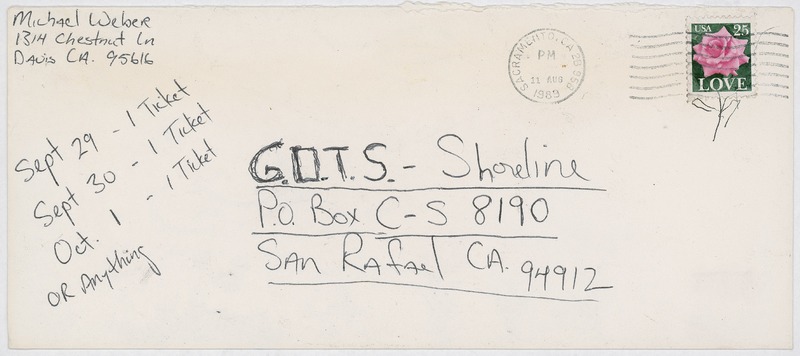 Michael Weber
1314 Chestnut Ln
Davis CA. 95616
SACRAMENTO, CA 958
PM
11 AUG
1989
USA 25
LOVE
Sept 29 - 1 Ticket
Sept 30 - 1 Ticket
Oct. 1 - 1 Ticket
OR Anything
G.D.T.S. - Shoreline
P.O. Box C-S 8190
San Rafael CA. 94912